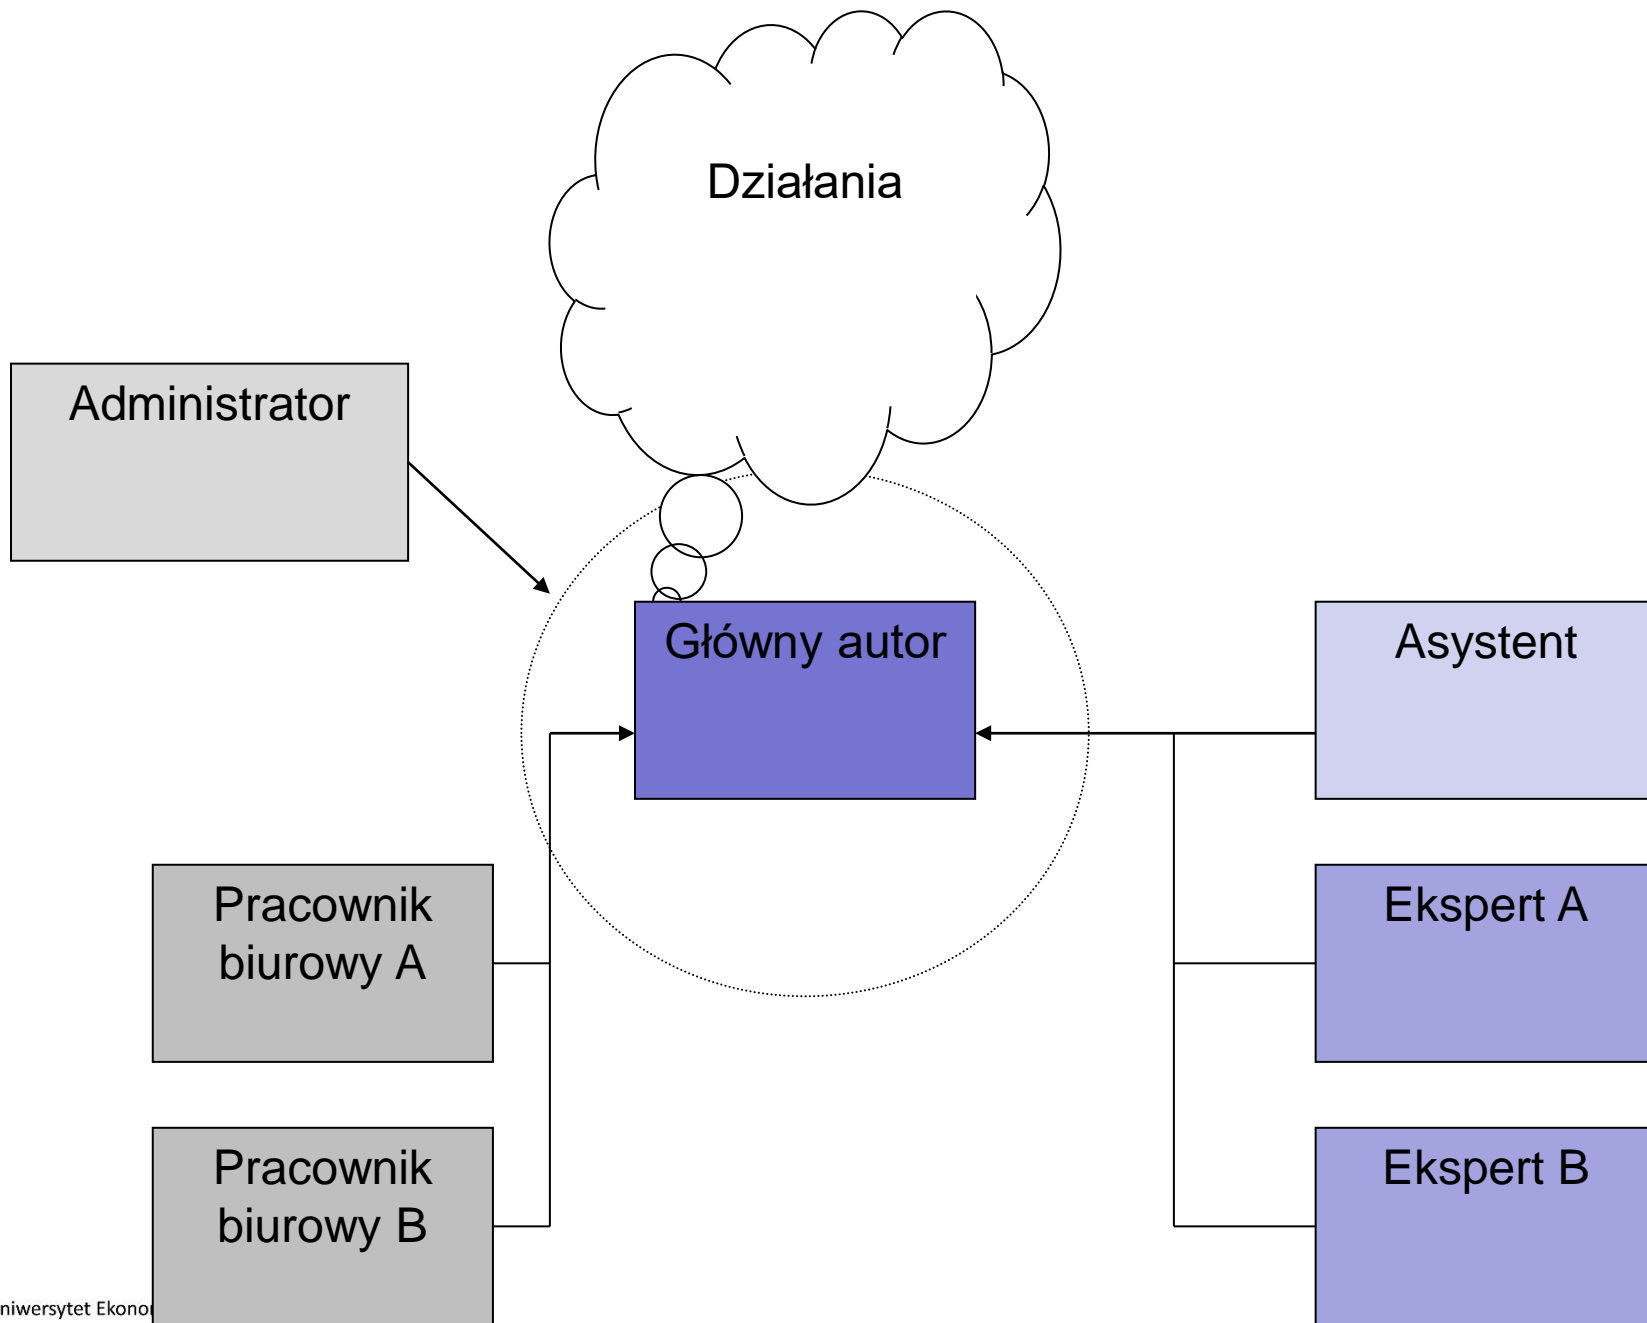 Działania
Administrator
Główny autor
Asystent
Pracownik
biurowy A
Ekspert A
Pracownik
biurowy B
Ekspert B
niwersytet Ekono